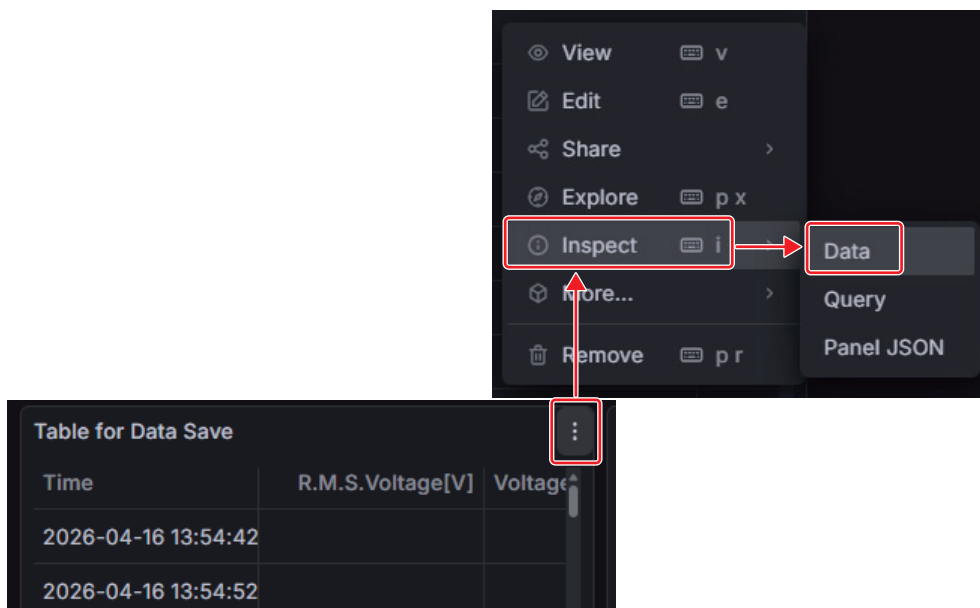 View v
Edit e
Share
Explore p x
Inspect i
More...
Remove p r
Data
Query
Panel JSON
Table for Data Save
Time R.M.S.Voltage[V] Voltage
2026-04-16 13:54:42
2026-04-16 13:54:52